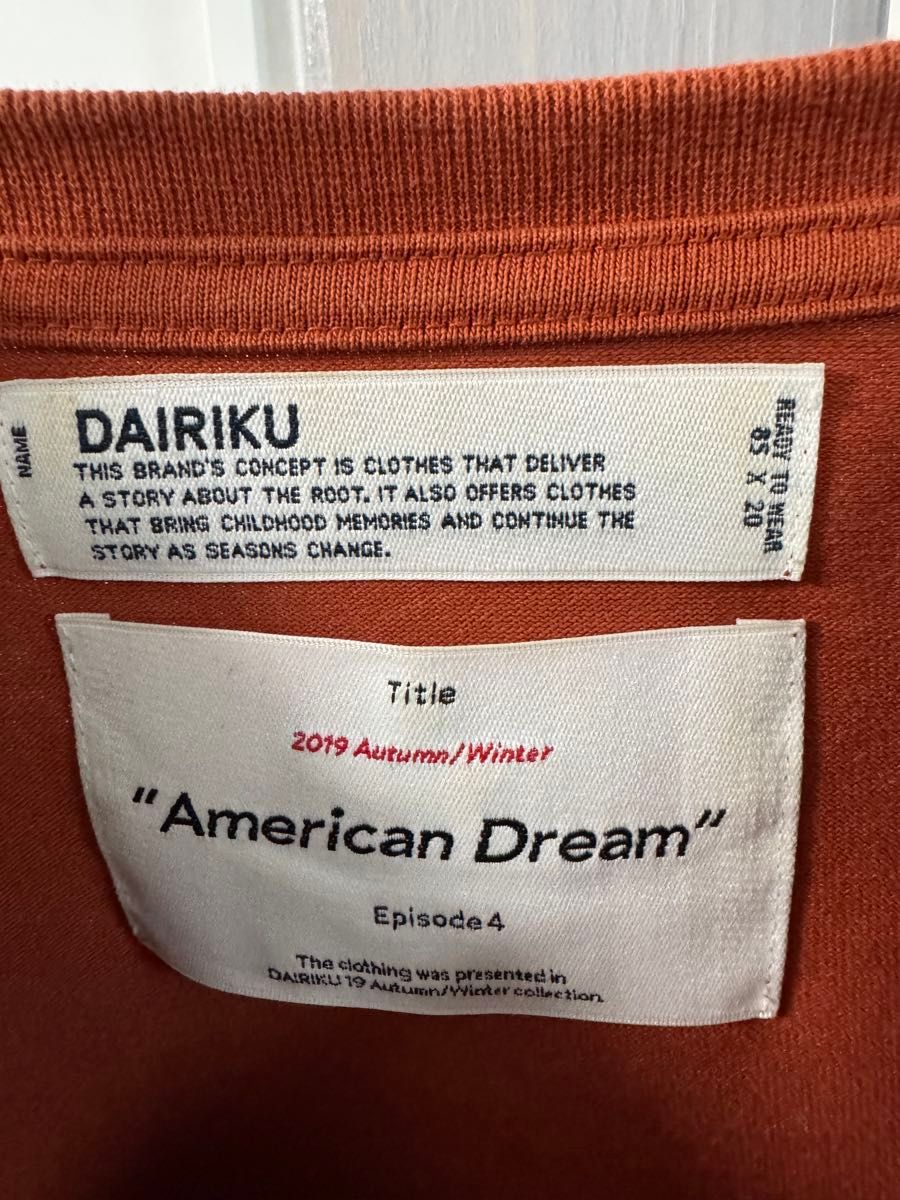 NAME
DAIRIKU
THIS BRAND'S CONCEPT IS CLOTHES THAT DELIVER
A STORY ABOUT THE ROOT. IT ALSO OFFERS CLOTHES
THAT BRING CHILDHOOD MEMORIES AND CONTINUE THE
STORY AS SEASONS CHANGE.
READY TO WEAR
85 X 20
Title
2019 Autumn/Winter
"American Dream"
Episode 4
The clothing was presented in
DAIRIKU 19 Autumn/Winter collection.